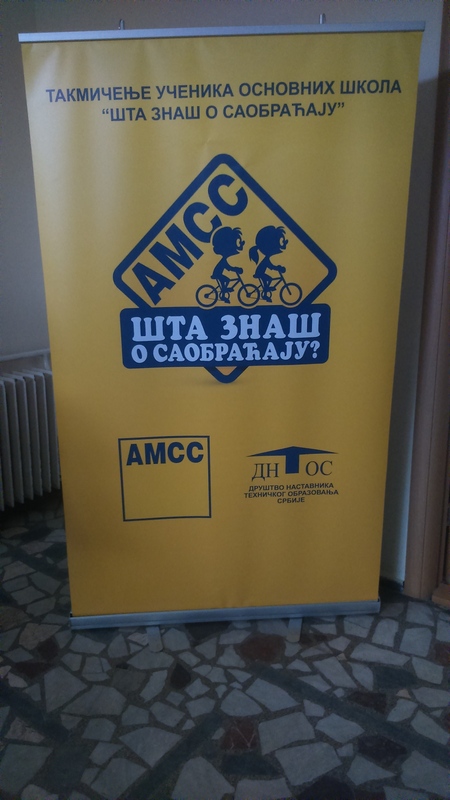 ТАКМИЧЕЊЕ УЧЕНИКА ОСНОВНИХ ШКОЛА
“ШТА ЗНАШ О САОБРАЋАЈУ”
АМСС
ШТА ЗНАШ
О САОБРАЋАЈУ?
АМСС
ДНТОС
ДРУШТВО НАСТАВНИКА
ТЕХНИЧКОГ ОБРАЗОВАЊА
СРБИЈЕ